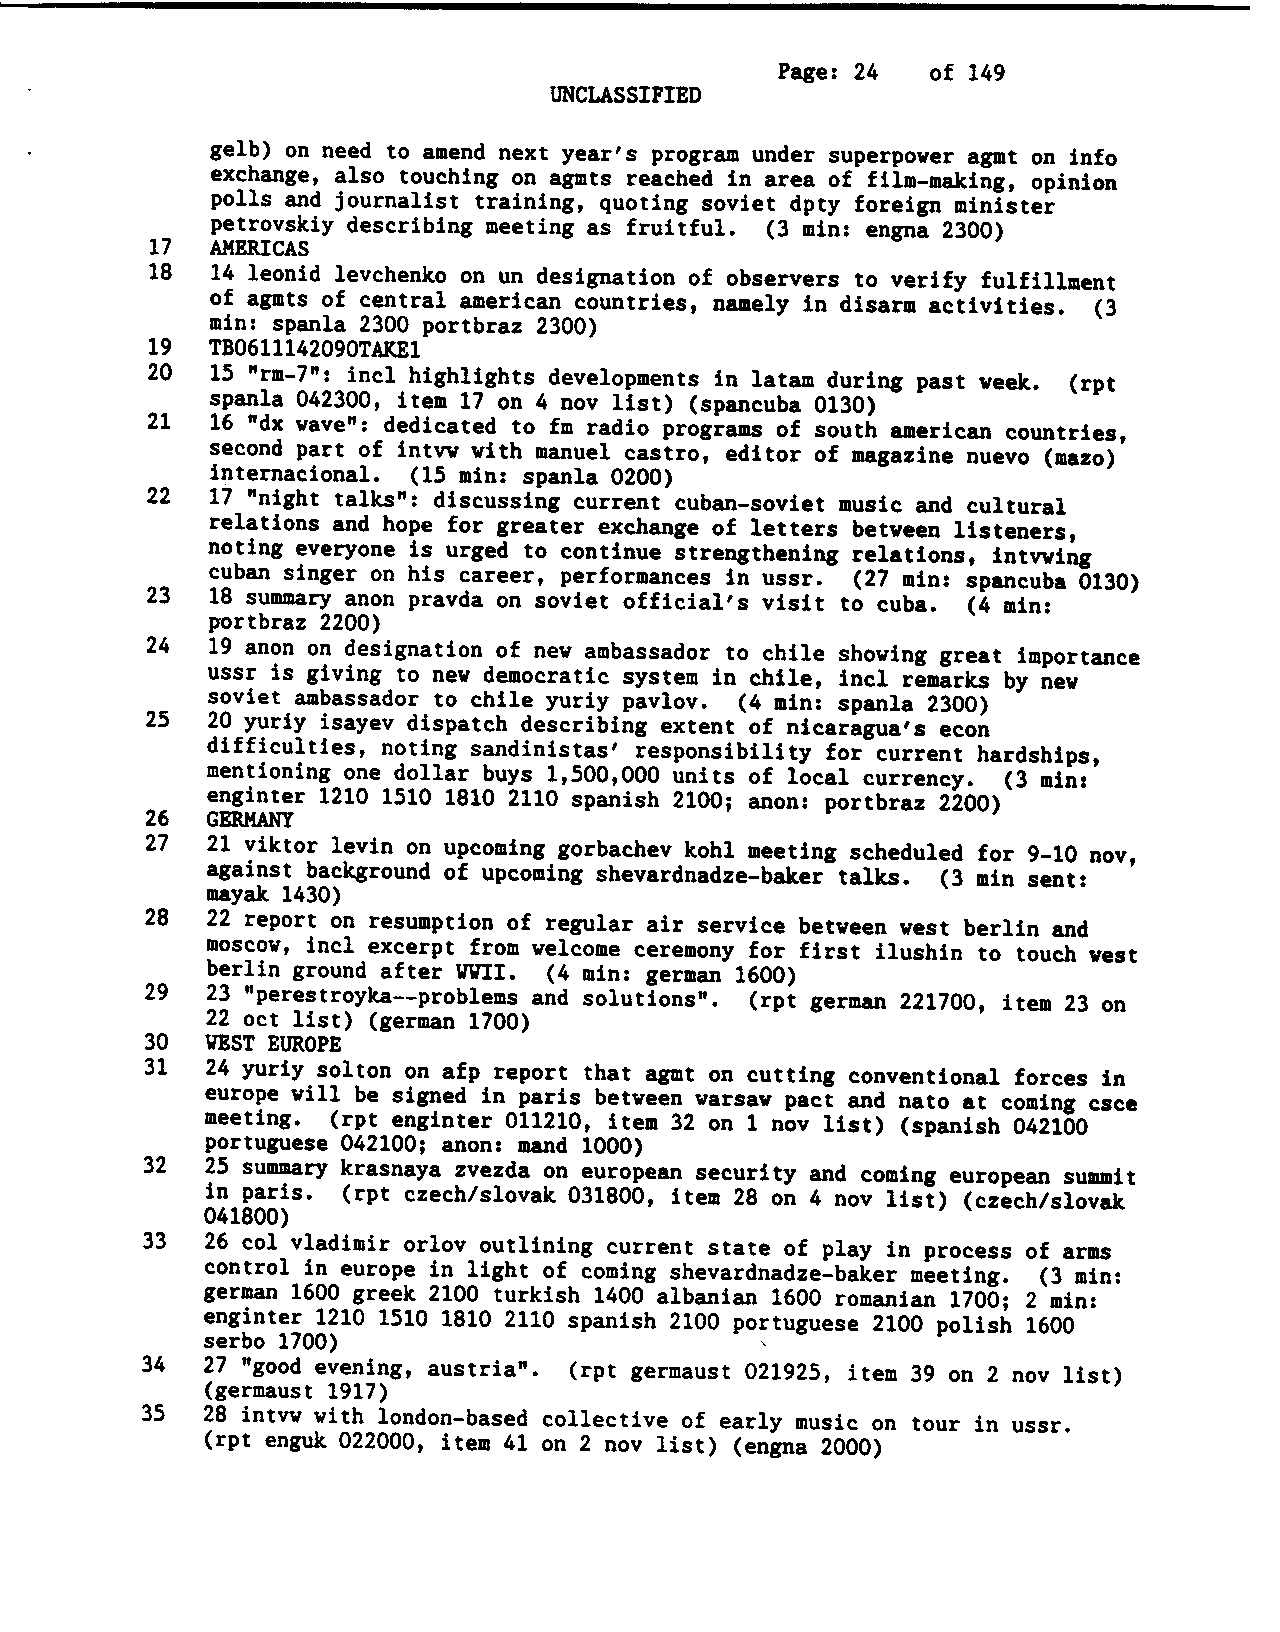 Page: 24 of 149
UNCLASSIFIED
gelb) on need to amend next year's program under superpower agmt on info
exchange, also touching on agmts reached in area of film-making, opinion
polls and journalist training, quoting soviet dpty foreign minister
petrovskiy describing meeting as fruitful. (3 min: engna 2300)
17 AMERICAS
18 14 leonid levchenko on un designation of observers to verify fulfillment
of agmts of central american countries, namely in disarm activities. (3
min: spanla 2300 portbraz 2300)
19 TB0611142090TAKE1
20 15 "rm-7": incl highlights developments in latam during past week. (rpt
spanla 042300, item 17 on 4 nov list) (spancuba 0130)
21 16 "dx wave": dedicated to fm radio programs of south american countries,
second part of intvw with manuel castro, editor of magazine nuevo (mazo)
internacional. (15 min: spanla 0200)
22 17 "night talks": discussing current cuban-soviet music and cultural
relations and hope for greater exchange of letters between listeners,
noting everyone is urged to continue strengthening relations, intvwing
cuban singer on his career, performances in ussr. (27 min: spancuba 0130)
23 18 summary anon pravda on soviet official's visit to cuba. (4 min:
portbraz 2200)
24 19 anon on designation of new ambassador to chile showing great importance
ussr is giving to new democratic system in chile, incl remarks by new
soviet ambassador to chile yuriy pavlov. (4 min: spanla 2300)
25 20 yuriy isayev dispatch describing extent of nicaragua's econ
difficulties, noting sandinistas' responsibility for current hardships,
mentioning one dollar buys 1,500,000 units of local currency. (3 min:
enginter 1210 1510 1810 2110 spanish 2100; anon: portbraz 2200)
26 GERMANY
27 21 viktor levin on upcoming gorbachev kohl meeting scheduled for 9-10 nov,
against background of upcoming shevardnadze-baker talks. (3 min sent:
mayak 1430)
28 22 report on resumption of regular air service between west berlin and
moscow, incl excerpt from welcome ceremony for first ilushin to touch west
berlin ground after WWII. (4 min: german 1600)
29 23 "perestroyka--problems and solutions". (rpt german 221700, item 23 on
22 oct list) (german 1700)
30 WEST EUROPE
31 24 yuriy solton on afp report that agmt on cutting conventional forces in
europe will be signed in paris between warsaw pact and nato at coming csce
meeting. (rpt enginter 011210, item 32 on 1 nov list) (spanish 042100
portuguese 042100; anon: mand 1000)
32 25 summary krasnaya zvezda on european security and coming european summit
in paris. (rpt czech/slovak 031800, item 28 on 4 nov list) (czech/slovak
041800)
33 26 col vladimir orlov outlining current state of play in process of arms
control in europe in light of coming shevardnadze-baker meeting. (3 min:
german 1600 greek 2100 turkish 1400 albanian 1600 romanian 1700; 2 min:
enginter 1210 1510 1810 2110 spanish 2100 portuguese 2100 polish 1600
serbo 1700)
34 27 "good evening, austria". (rpt germaust 021925, item 39 on 2 nov list)
(germaust 1917)
35 28 intvw with london-based collective of early music on tour in ussr.
(rpt enguk 022000, item 41 on 2 nov list) (engna 2000)